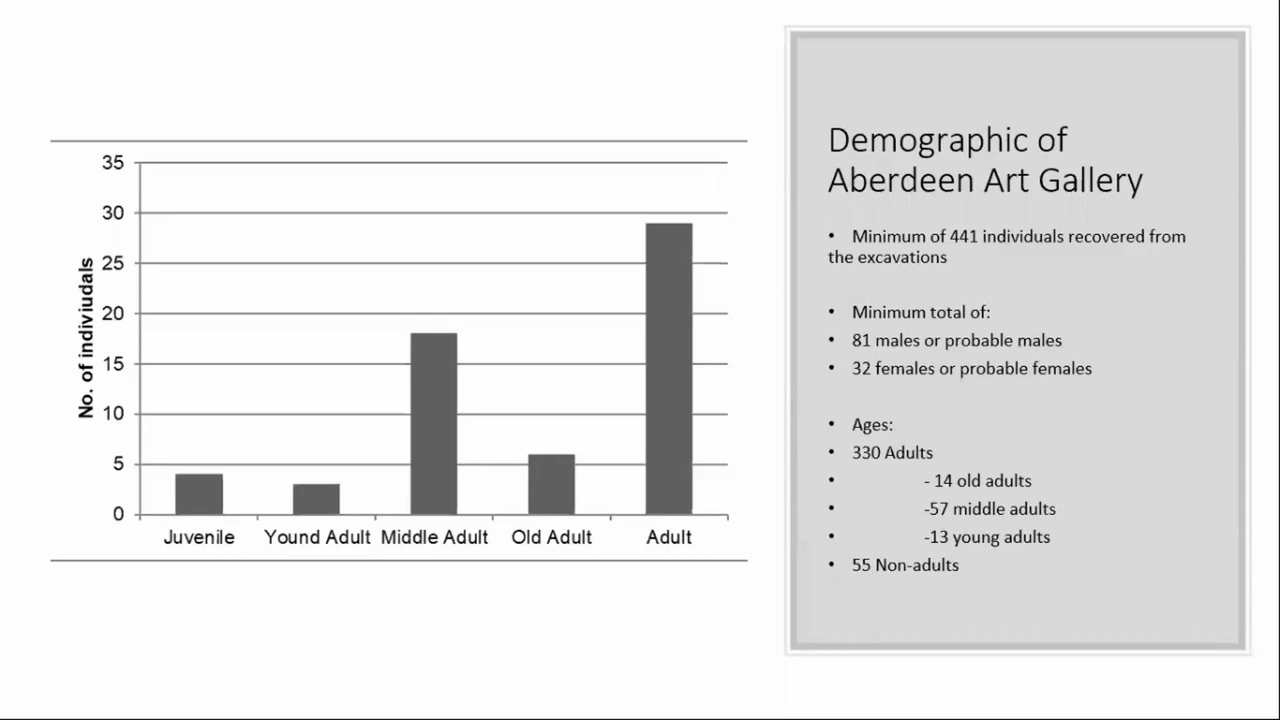 35
30
25
20
15
10
5
0
No. of indiviudals
Juvenile
Yound Adult
Middle Adult
Old Adult
Adult
Demographic of
Aberdeen Art Gallery
• Minimum of 441 individuals recovered from
the excavations
• Minimum total of:
• 81 males or probable males
• 32 females or probable females
• Ages:
• 330 Adults
• - 14 old adults
• -57 middle adults
• -13 young adults
• 55 Non-adults